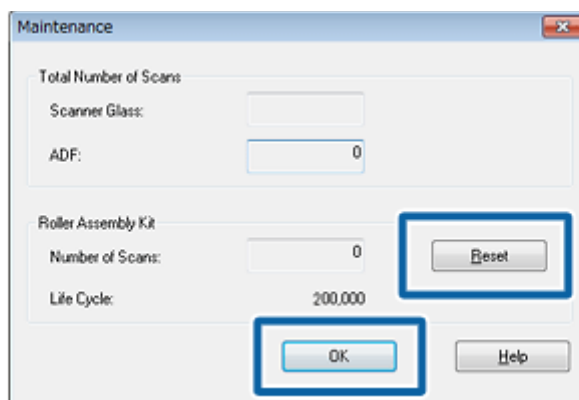 Maintenance
Total Number of Scans
Scanner Glass:
ADF: 0
Roller Assembly Kit
Number of Scans: 0 Reset
Life Cycle: 200,000
OK Help